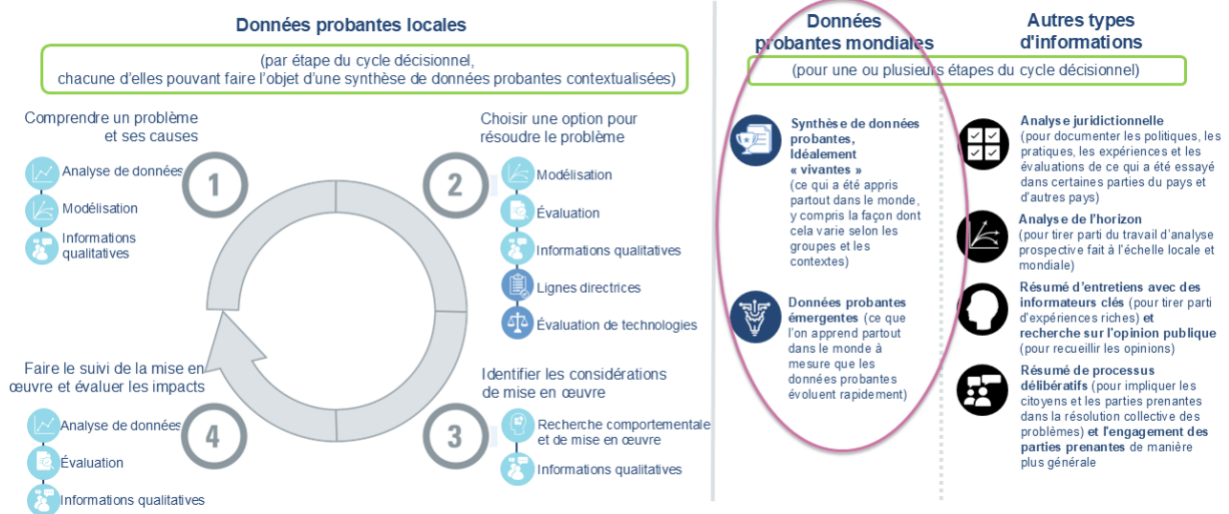 Données probantes locales
(par étape du cycle décisionnel,
chacune d’elles pouvant faire l’objet d’une synthèse de données probantes contextualisées)
Comprendre un problème
et ses causes
Analyse de données
Modélisation
Informations
qualitatives
1
Choisir une option pour
résoudre le problème
2
Modélisation
Évaluation
Informations qualitatives
Lignes directrices
Évaluation de technologies
Identifier les considérations
de mise en œuvre
3
Recherche comportementale
et de mise en œuvre
Informations qualitatives
Faire le suivi de la mise en
œuvre et évaluer les impacts
4
Analyse de données
Évaluation
Informations qualitatives
Données
probantes mondiales
Autres types
d'informations
(pour une ou plusieurs étapes du cycle décisionnel)
Synthèse de données
probantes,
Idéalement
« vivantes »
(ce qui a été appris
partout dans le monde,
y compris la façon dont
cela varie selon les
groupes et les
contextes)
Données probantes
émergentes (ce que
l'on apprend partout
dans le monde à
mesure que les
données probantes
évoluent rapidement)
Analyse juridictionnelle
(pour documenter les politiques, les
pratiques, les expériences et les
évaluations de ce qui a été essayé
dans certaines parties du pays et
d'autres pays)
Analyse de l'horizon
(pour tirer parti du travail d'analyse
prospective fait à l'échelle locale et
mondiale)
Résumé d'entretiens avec des
informateurs clés (pour tirer parti
d'expériences riches) et
recherche sur l'opinion publique
(pour recueillir les opinions)
Résumé de processus
délibératifs (pour impliquer les
citoyens et les parties prenantes
dans la résolution collective des
problèmes) et l'engagement des
parties prenantes de manière
plus générale